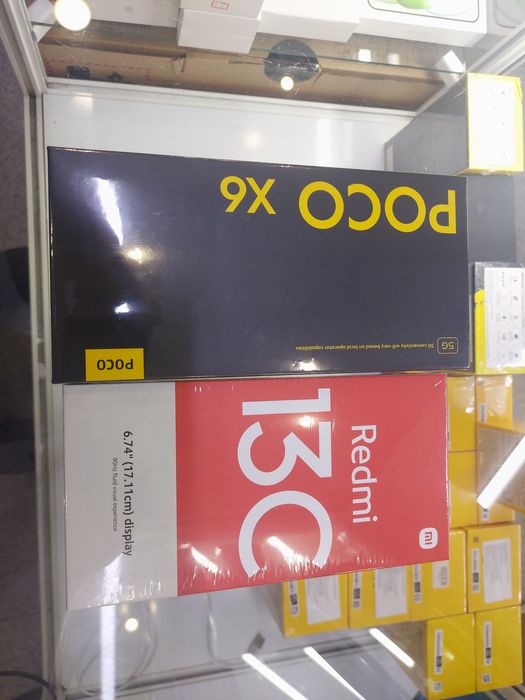 POCO X6
5G
5G connectivity will vary based on local operator capabilities
POCO
Redmi
13C
mi
6.74" (17.11cm) display
90Hz fluid visual experience